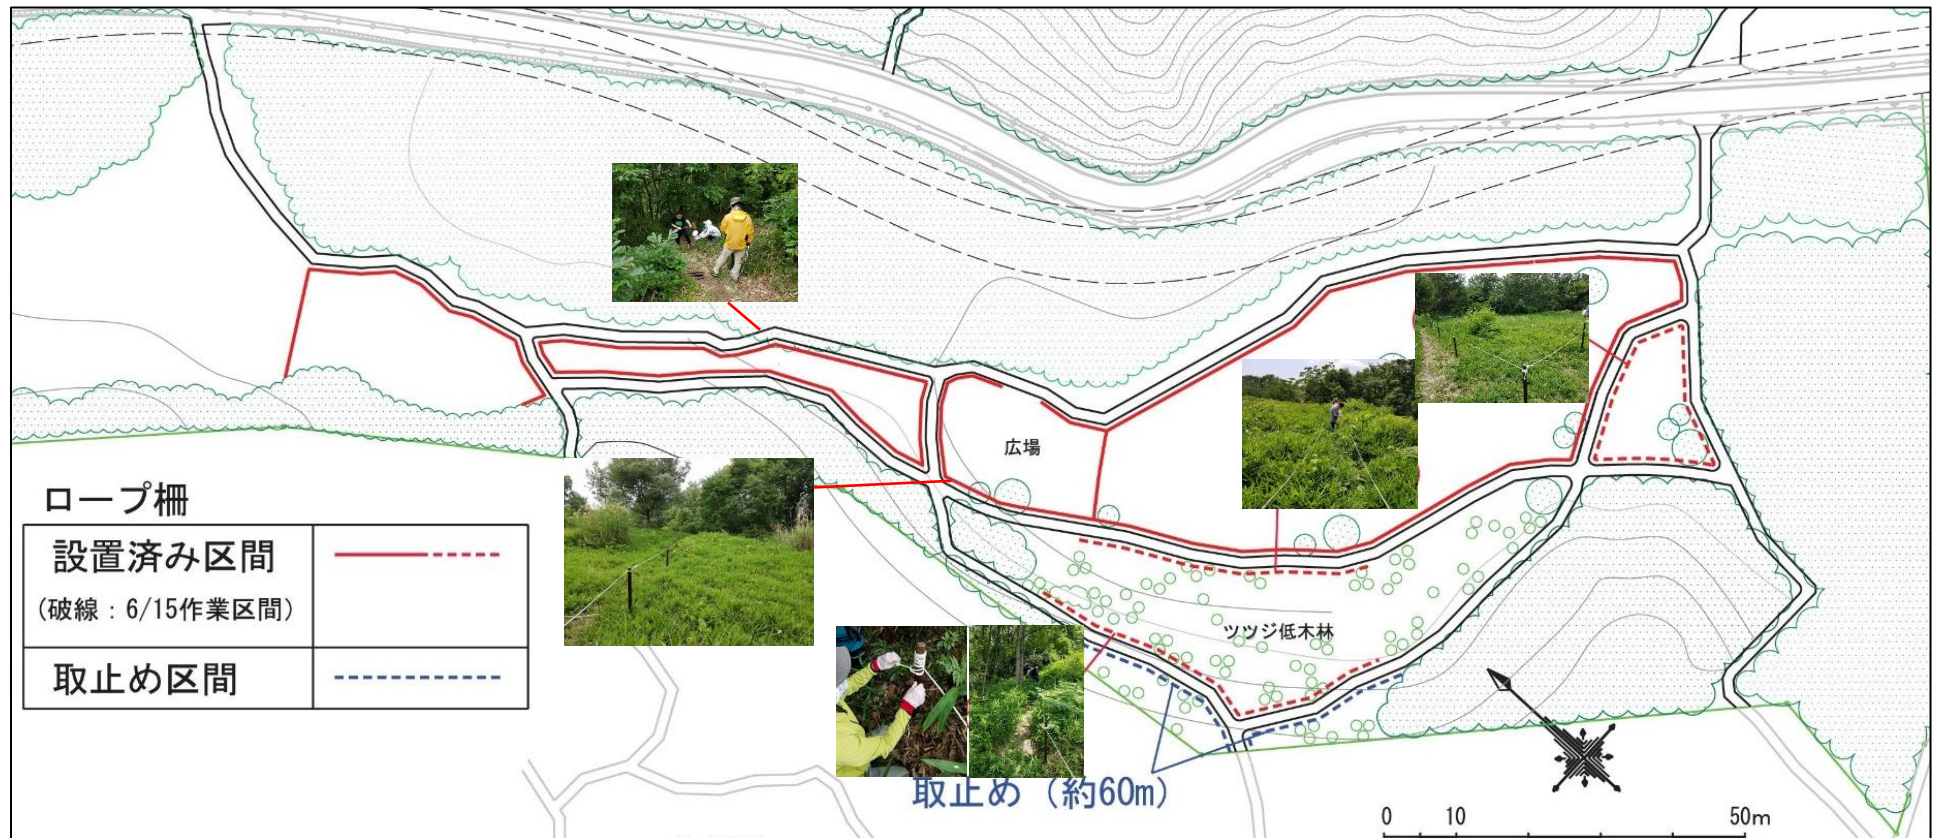 広場
ロープ柵
設置済み区間
(破線：6/15作業区間)
取止め区間
ツツジ低木林
取止め（約60m）
0 10 50m